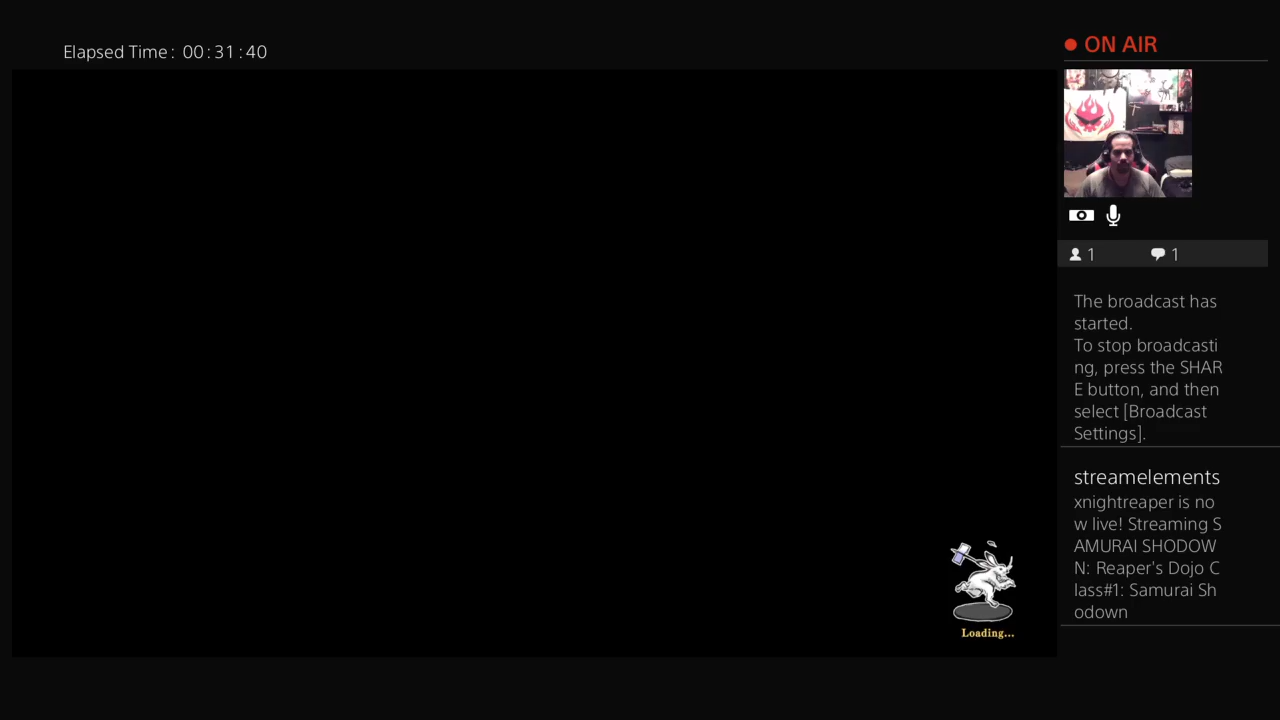 Elapsed Time: 00:31:40
ON AIR
1 1
The broadcast has
started.
To stop broadcasti
ng, press the SHAR
E button, and then
select [Broadcast
Settings].
streamelements
xnightreaper is no
w live! Streaming S
AMURAI SHODOW
N: Reaper's Dojo C
lass#1: Samurai Sh
odown
Loading...